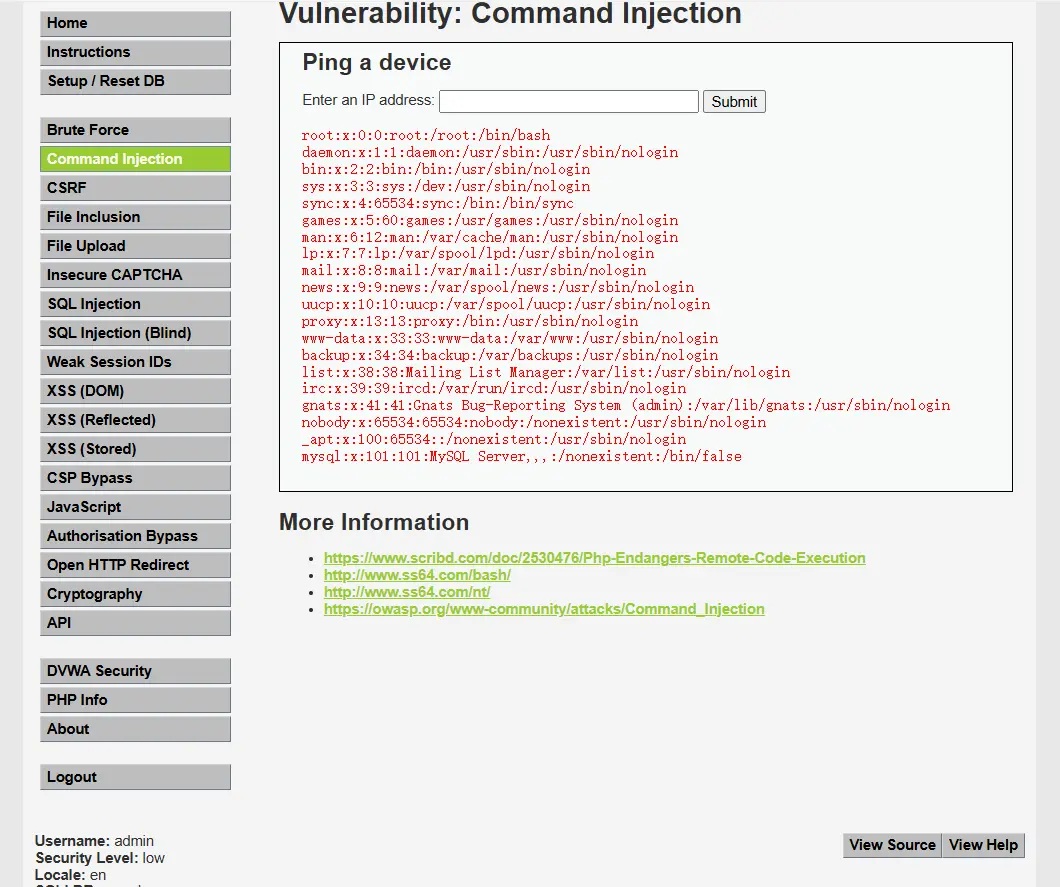 Home
Instructions
Setup / Reset DB
Brute Force
Command Injection
CSRF
File Inclusion
File Upload
Insecure CAPTCHA
SQL Injection
SQL Injection (Blind)
Weak Session IDs
XSS (DOM)
XSS (Reflected)
XSS (Stored)
CSP Bypass
JavaScript
Authorisation Bypass
Open HTTP Redirect
Cryptography
API
DVWA Security
PHP Info
About
Logout
Vulnerability: Command Injection
Ping a device
Enter an IP address: Submit
root:x:0:0:root:/root:/bin/bash
daemon:x:1:1:daemon:/usr/sbin:/usr/sbin/nologin
bin:x:2:2:bin:/bin:/usr/sbin/nologin
sys:x:3:3:sys:/dev:/usr/sbin/nologin
sync:x:4:65534:sync:/bin:/bin/sync
games:x:5:60:games:/usr/games:/usr/sbin/nologin
man:x:6:12:man:/var/cache/man:/usr/sbin/nologin
lp:x:7:7:lp:/var/spool/lpd:/usr/sbin/nologin
mail:x:8:8:mail:/var/mail:/usr/sbin/nologin
news:x:9:9:news:/var/spool/news:/usr/sbin/nologin
uucp:x:10:10:uucp:/var/spool/uucp:/usr/sbin/nologin
proxy:x:13:13:proxy:/bin:/usr/sbin/nologin
www-data:x:33:33:www-data:/var/www:/usr/sbin/nologin
backup:x:34:34:backup:/var/backups:/usr/sbin/nologin
list:x:38:38:Mailing List Manager:/var/list:/usr/sbin/nologin
irc:x:39:39:ircd:/var/run/ircd:/usr/sbin/nologin
gnats:x:41:41:Gnats Bug-Reporting System (admin):/var/lib/gnats:/usr/sbin/nologin
nobody:x:65534:65534:nobody:/nonexistent:/usr/sbin/nologin
_apt:x:100:65534::/nonexistent:/usr/sbin/nologin
mysql:x:101:101:MySQL Server,,,:/nonexistent:/bin/false
More Information
https://www.scribd.com/doc/2530476/Php-Endangers-Remote-Code-Execution
http://www.ss64.com/bash/
http://www.ss64.com/nt/
https://owasp.org/www-community/attacks/Command_Injection
Username: admin
Security Level: low
Locale: en
View Source View Help